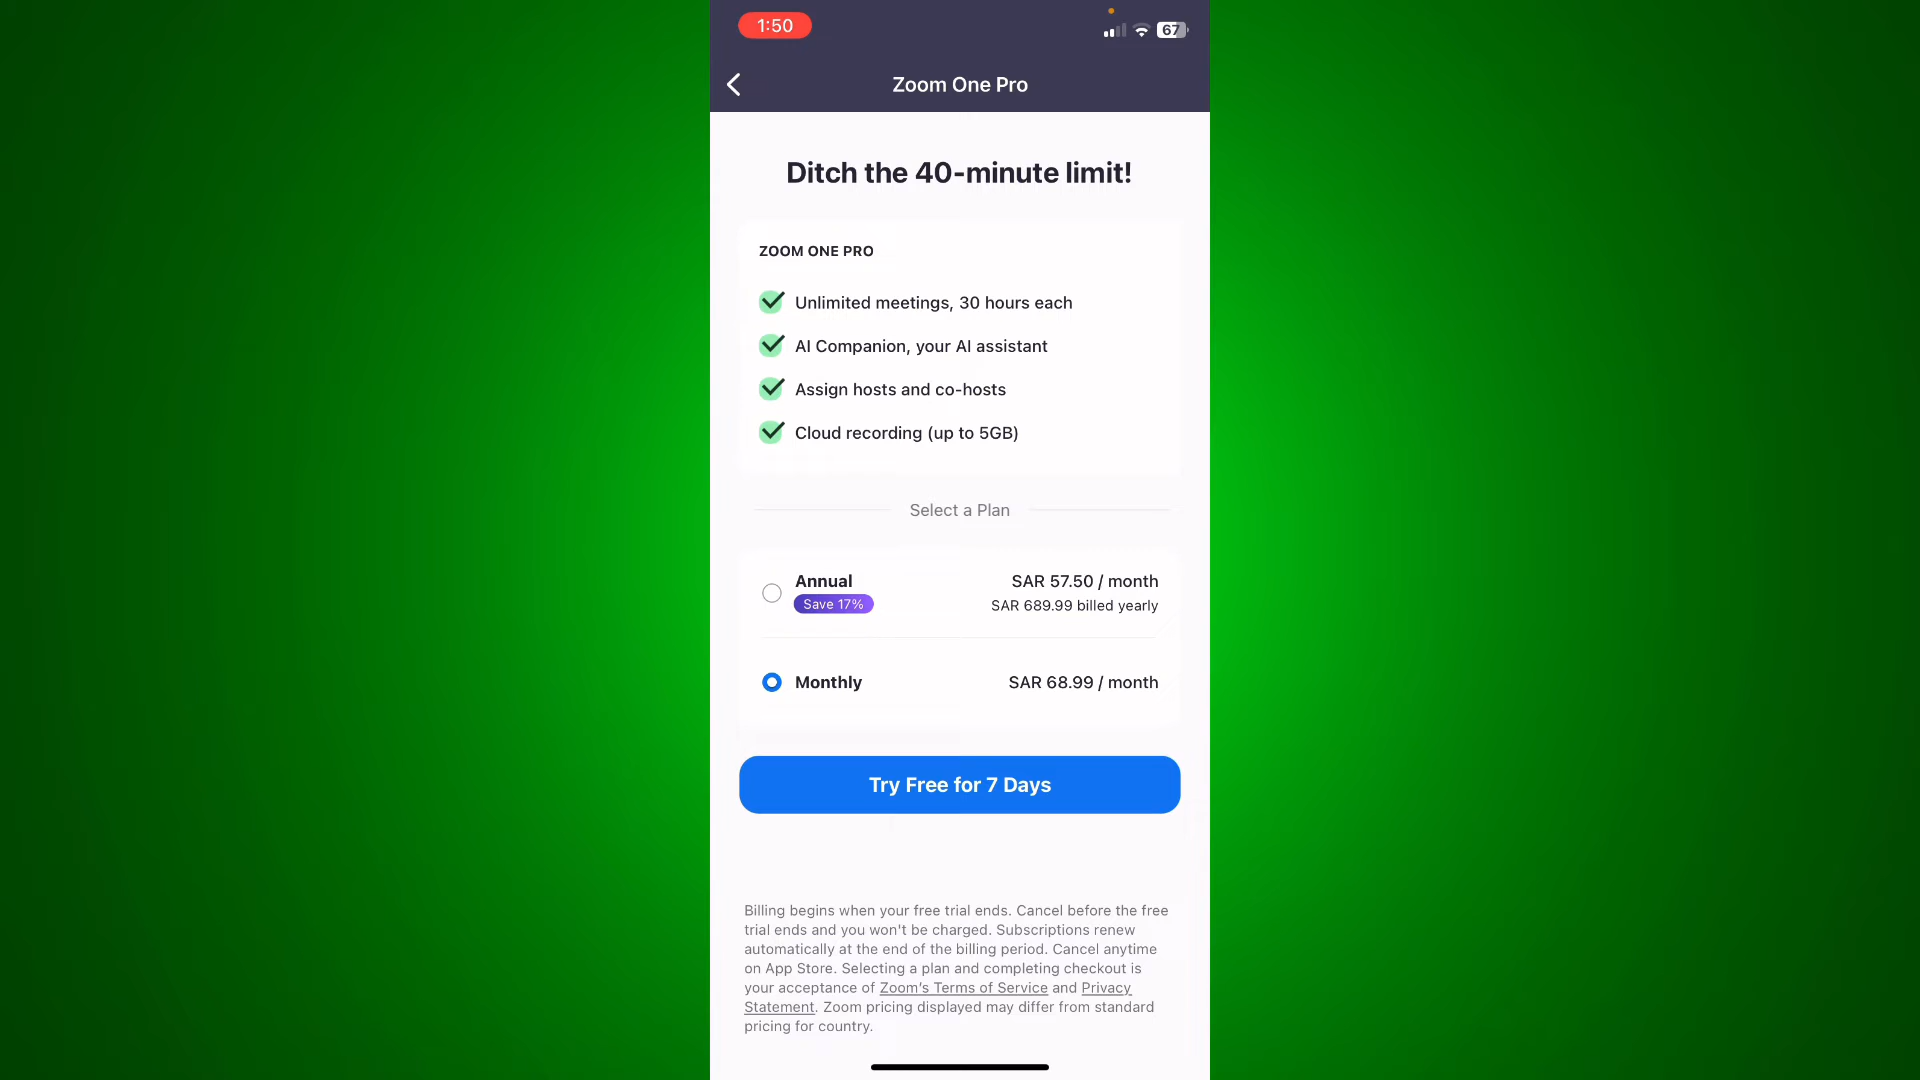 1:50
67
Zoom One Pro
Ditch the 40-minute limit!
ZOOM ONE PRO
Unlimited meetings, 30 hours each
AI Companion, your AI assistant
Assign hosts and co-hosts
Cloud recording (up to 5GB)
Select a Plan
Annual
SAR 57.50 / month
Save 17%
SAR 689.99 billed yearly
Monthly
SAR 68.99 / month
Try Free for 7 Days
Billing begins when your free trial ends. Cancel before the free
trial ends and you won't be charged. Subscriptions renew
automatically at the end of the billing period. Cancel anytime
on App Store. Selecting a plan and completing checkout is
your acceptance of Zoom's Terms of Service and Privacy
Statement. Zoom pricing displayed may differ from standard
pricing for country.